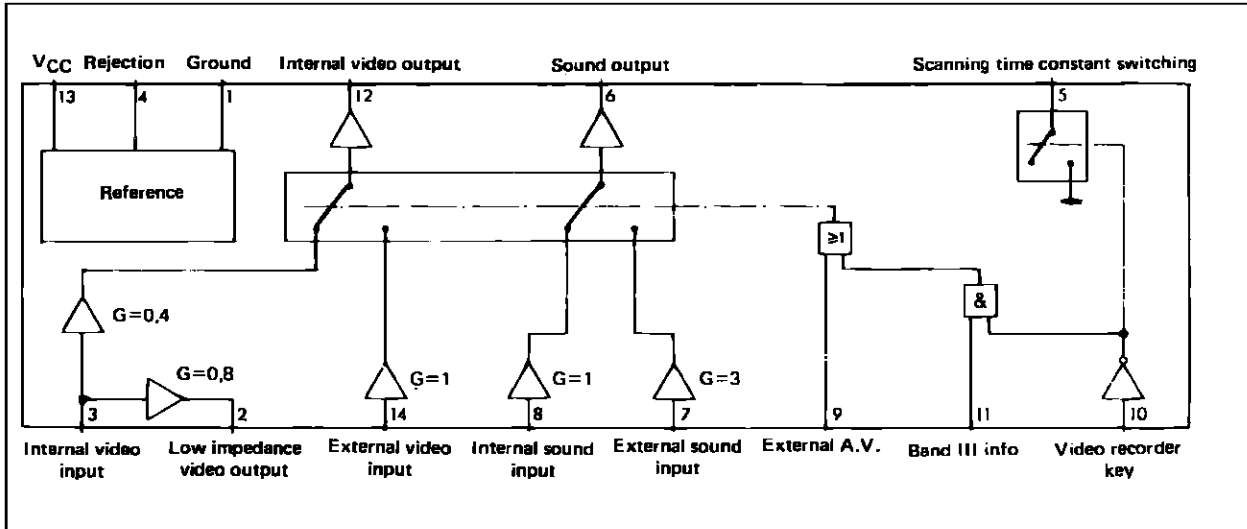 VCC Rejection Ground Internal video output Sound output Scanning time constant switching
13 4 1 12 6 5
Reference
≥1
&
G=0,4
G=0,8
G=1 G=1 G=3
3 2 14 8 7 9 11 10
Internal video input
Low impedance video output
External video input
Internal sound input
External sound input
External A.V.
Band III info
Video recorder key